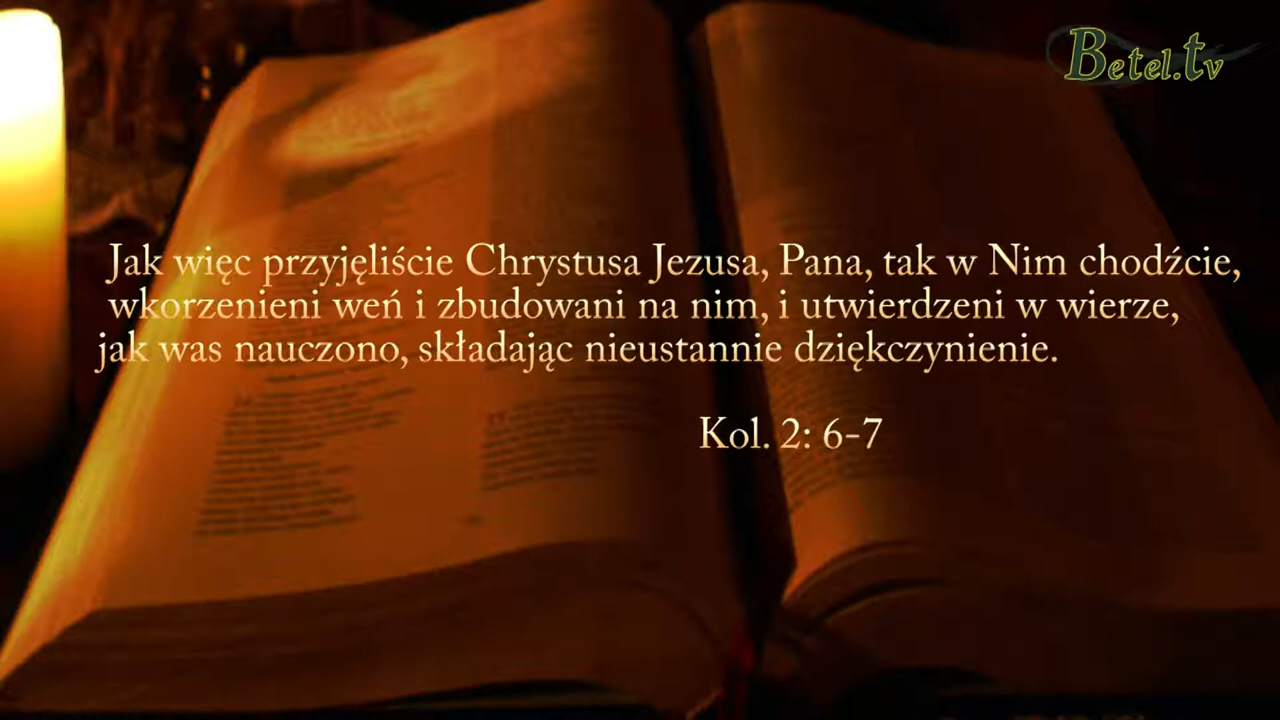 Betel.tv
Jak więc przyjęliście Chrystusa Jezusa, Pana, tak w Nim chodźcie,
wkorzenieni weń i zbudowani na nim, i utwierdzeni w wierze,
jak was nauczono, składając nieustannie dziękczynienie.
Kol. 2: 6-7